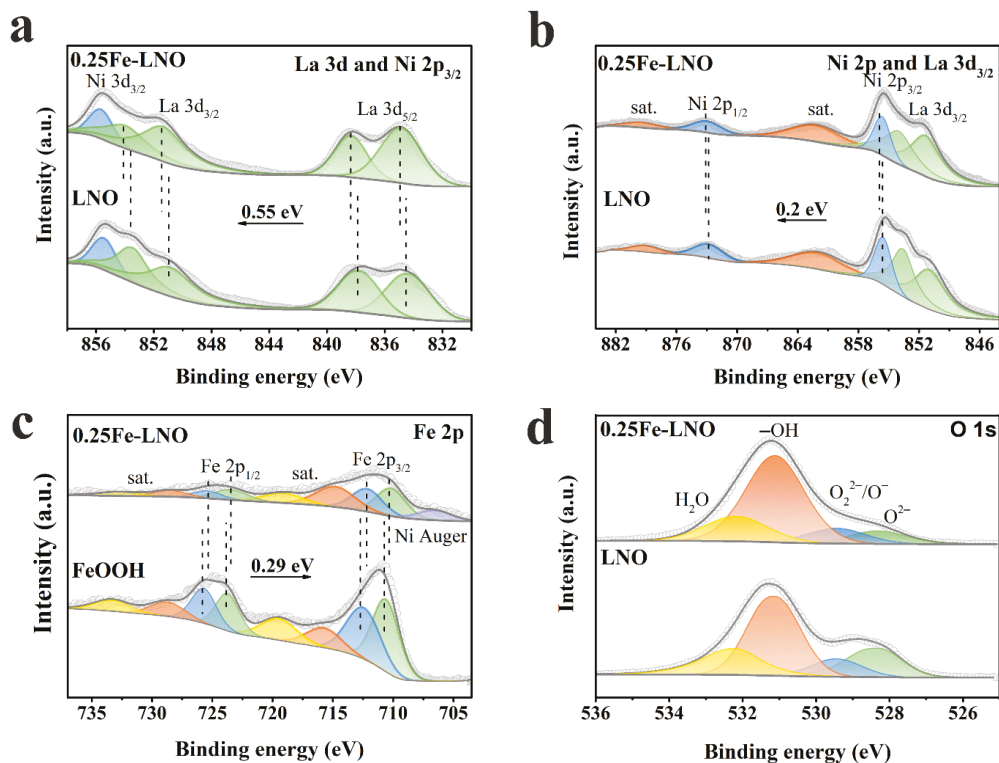 a
0.25Fe-LNO
La 3d and Ni 2p3/2
Ni 3d3/2
La 3d3/2
La 3d5/2
LNO
0.55 eV
Intensity (a.u.)
856 852 848 844 840 836 832
Binding energy (eV)
b
0.25Fe-LNO
Ni 2p and La 3d3/2
sat.
Ni 2p1/2
sat.
Ni 2p3/2
La 3d3/2
LNO
0.2 eV
Intensity (a.u.)
882 876 870 864 858 852 846
Binding energy (eV)
c
0.25Fe-LNO
Fe 2p
sat.
Fe 2p1/2
sat.
Fe 2p3/2
Ni Auger
FeOOH
0.29 eV
Intensity (a.u.)
735 730 725 720 715 710 705
Binding energy (eV)
d
0.25Fe-LNO
–OH
O 1s
H2O
O2²⁻/O⁻
O²⁻
LNO
Intensity (a.u.)
536 534 532 530 528 526
Binding energy (eV)